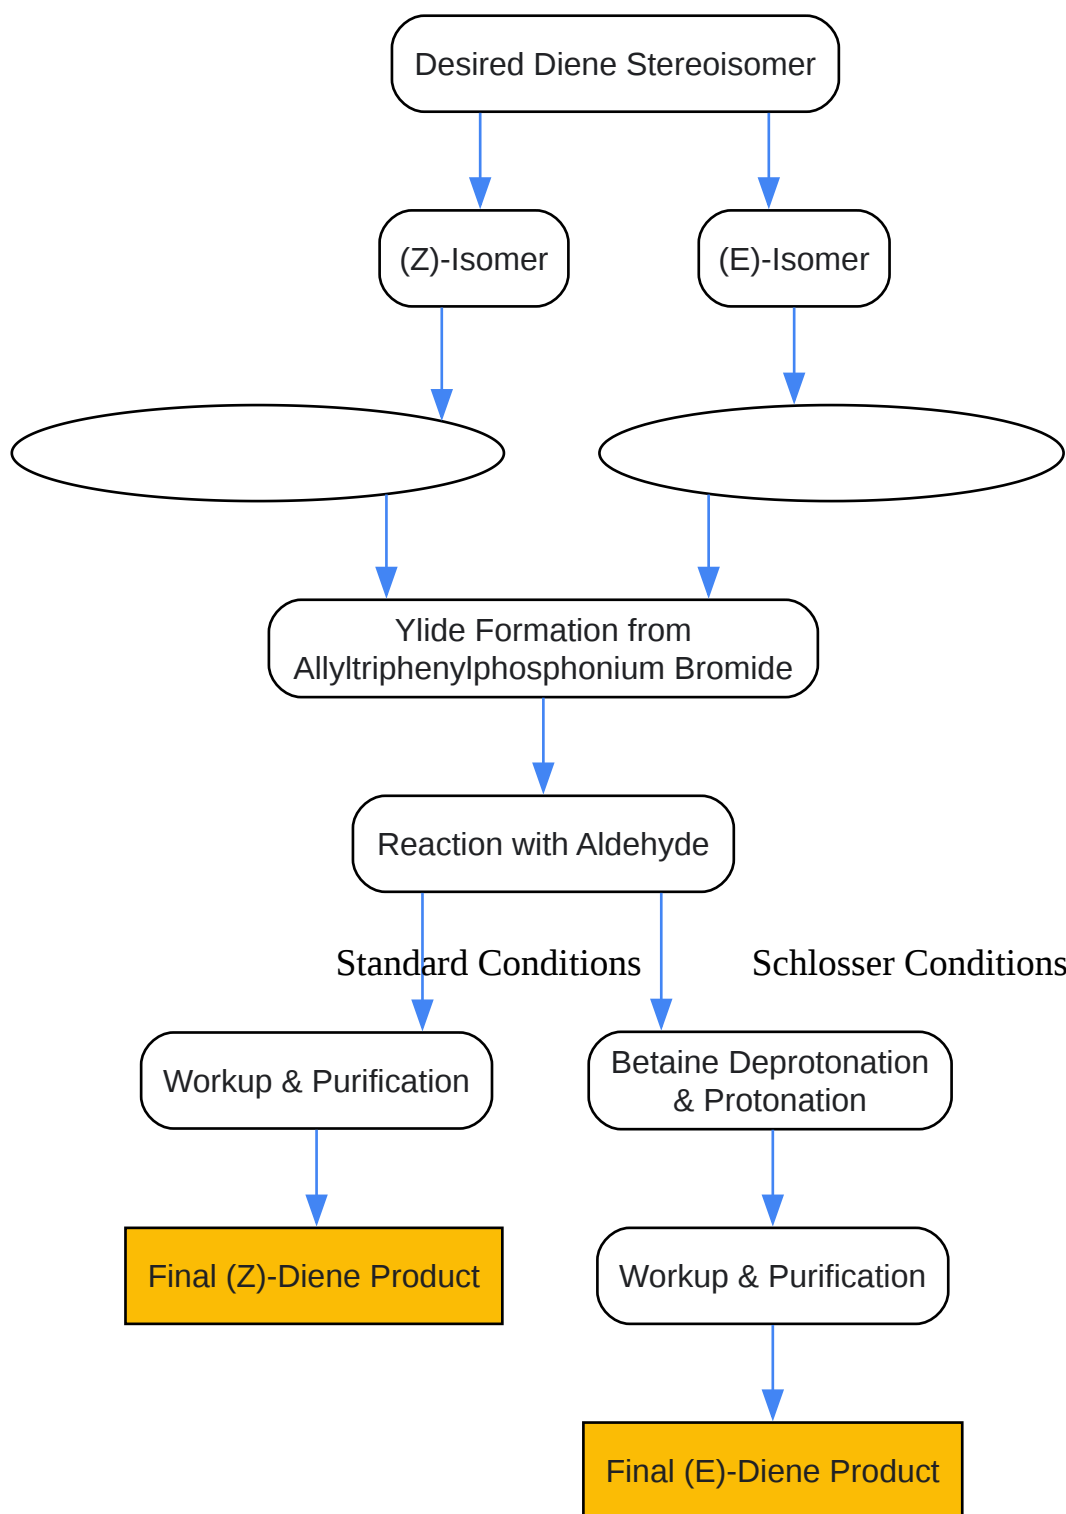 Desired Diene Stereoisomer
(Z)-Isomer
(E)-Isomer
Ylide Formation from
Allyltriphenylphosphonium Bromide
Reaction with Aldehyde
Standard Conditions
Schlosser Conditions
Workup & Purification
Betaine Deprotonation
& Protonation
Final (Z)-Diene Product
Workup & Purification
Final (E)-Diene Product